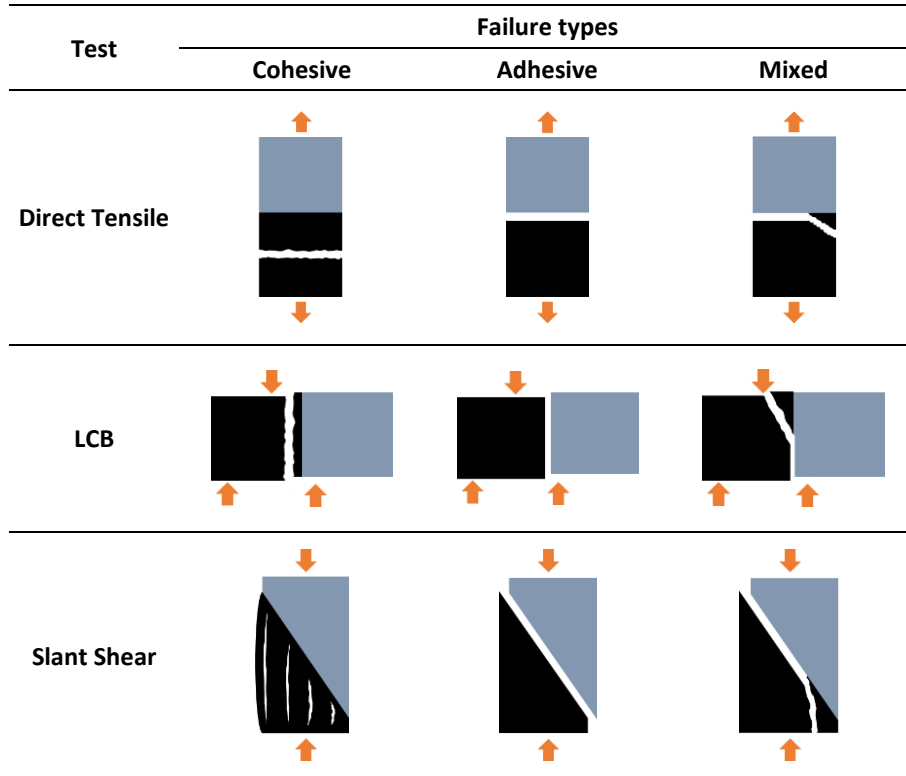 Test
Failure types
Cohesive Adhesive Mixed
Direct Tensile
LCB
Slant Shear